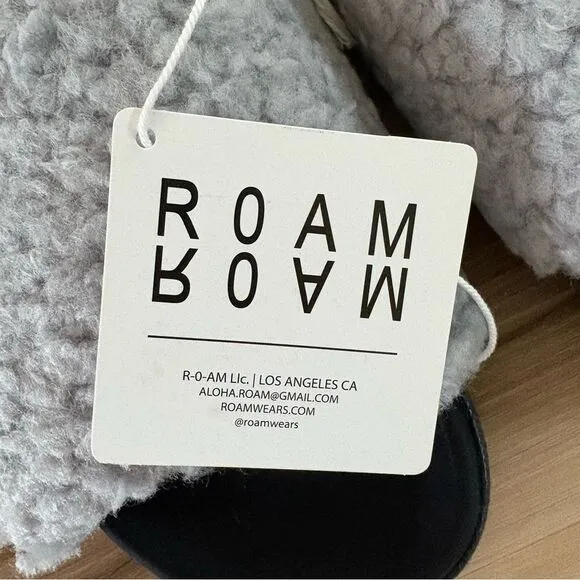 R0AM
R0AM
R-0-AM Llc. | LOS ANGELES CA
ALOHA.ROAM@GMAIL.COM
ROAMWEARS.COM
@roamwears